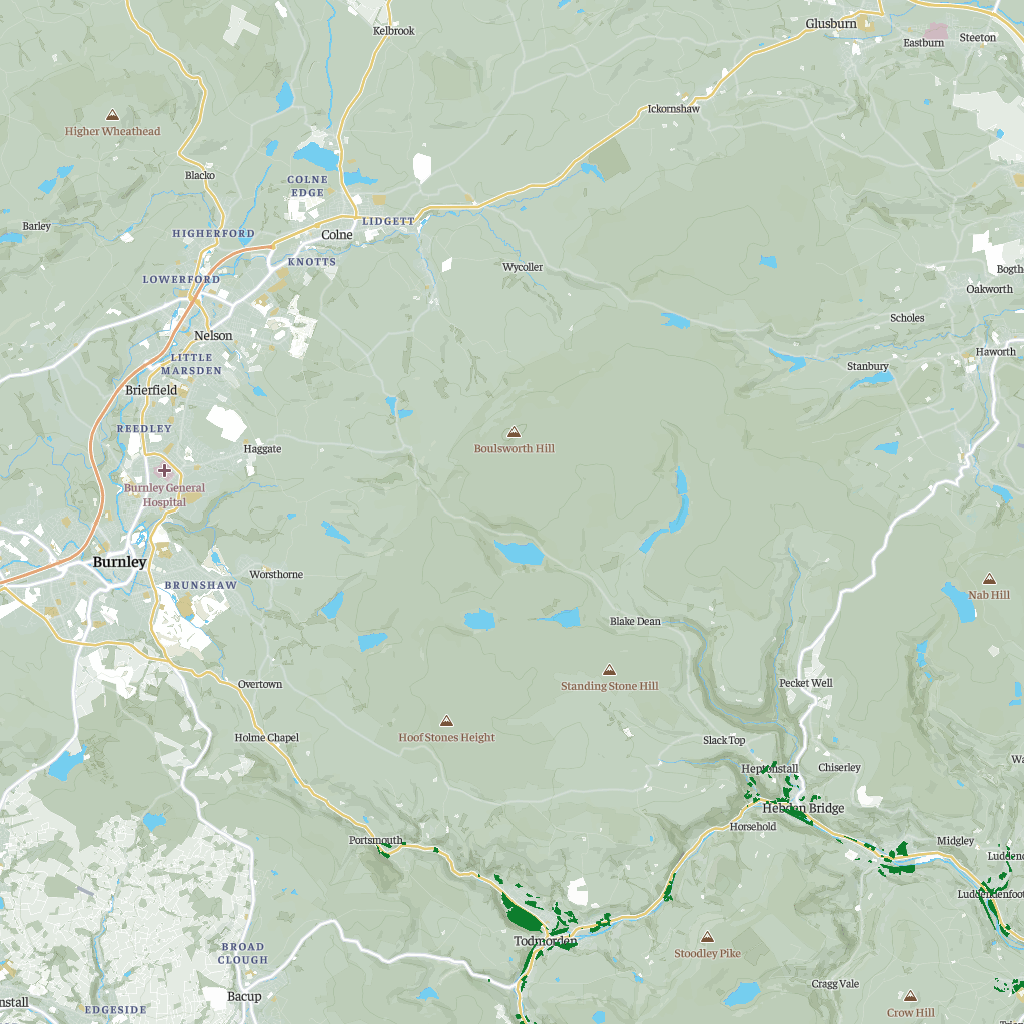 Kelbrook
Glusburn
Steeton
Eastburn
Ickornshaw
Higher Wheathead
Blacko
COLNE
EDGE
Barley
LIDGETT
HIGHERFORD
Colne
KNOTTS
Wycoller
LOWERFORD
Oakworth
Scholes
Nelson
LITTLE
MARSDEN
Haworth
Stanbury
Brierfield
REEDLEY
Haggate
Boulsworth Hill
Burnley General
Hospital
Burnley
Worsthorne
BRUNSHAW
Nab Hill
Blake Dean
Overtown
Standing Stone Hill
Pecket Well
Holme Chapel
Hoof Stones Height
Slack Top
Heptonstall
Chiserley
Hebden Bridge
Horsehold
Portsmouth
Midgley
Luddendenfoot
Todmorden
BROAD
CLOUGH
Stoodley Pike
Cragg Vale
Bacup
EDGESIDE
Crow Hill